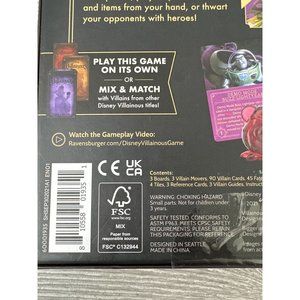 and items from your hand, or thwart
your opponents with heroes!
PLAY THIS GAME
ON ITS OWN
OR
MIX & MATCH
with Villains from other
Disney Villainous titles!
Watch the Gameplay Video:
Ravensburger.com/DisneyVillainousGame
CE UK CA
FSC
MIX
Paper from
responsible sources
FSC® C132944
Contents:
3 Boards, 3 Villain Movers, 90 Villain Cards, 45 Fate
4 Tiles, 3 Reference Cards, 3 Villain Guides, Instruct
WARNING: CHOKING HAZARD
Small parts. Not for children under
3 years.
SAFETY TESTED. CONFORMS TO
ASTM F963. MEETS CPSC SAFETY
REQUIREMENTS. PLEASE RETAIN
THIS PACKAGING FOR REFERENCE.
DESIGNED IN SEATTLE.
MADE IN CHINA.